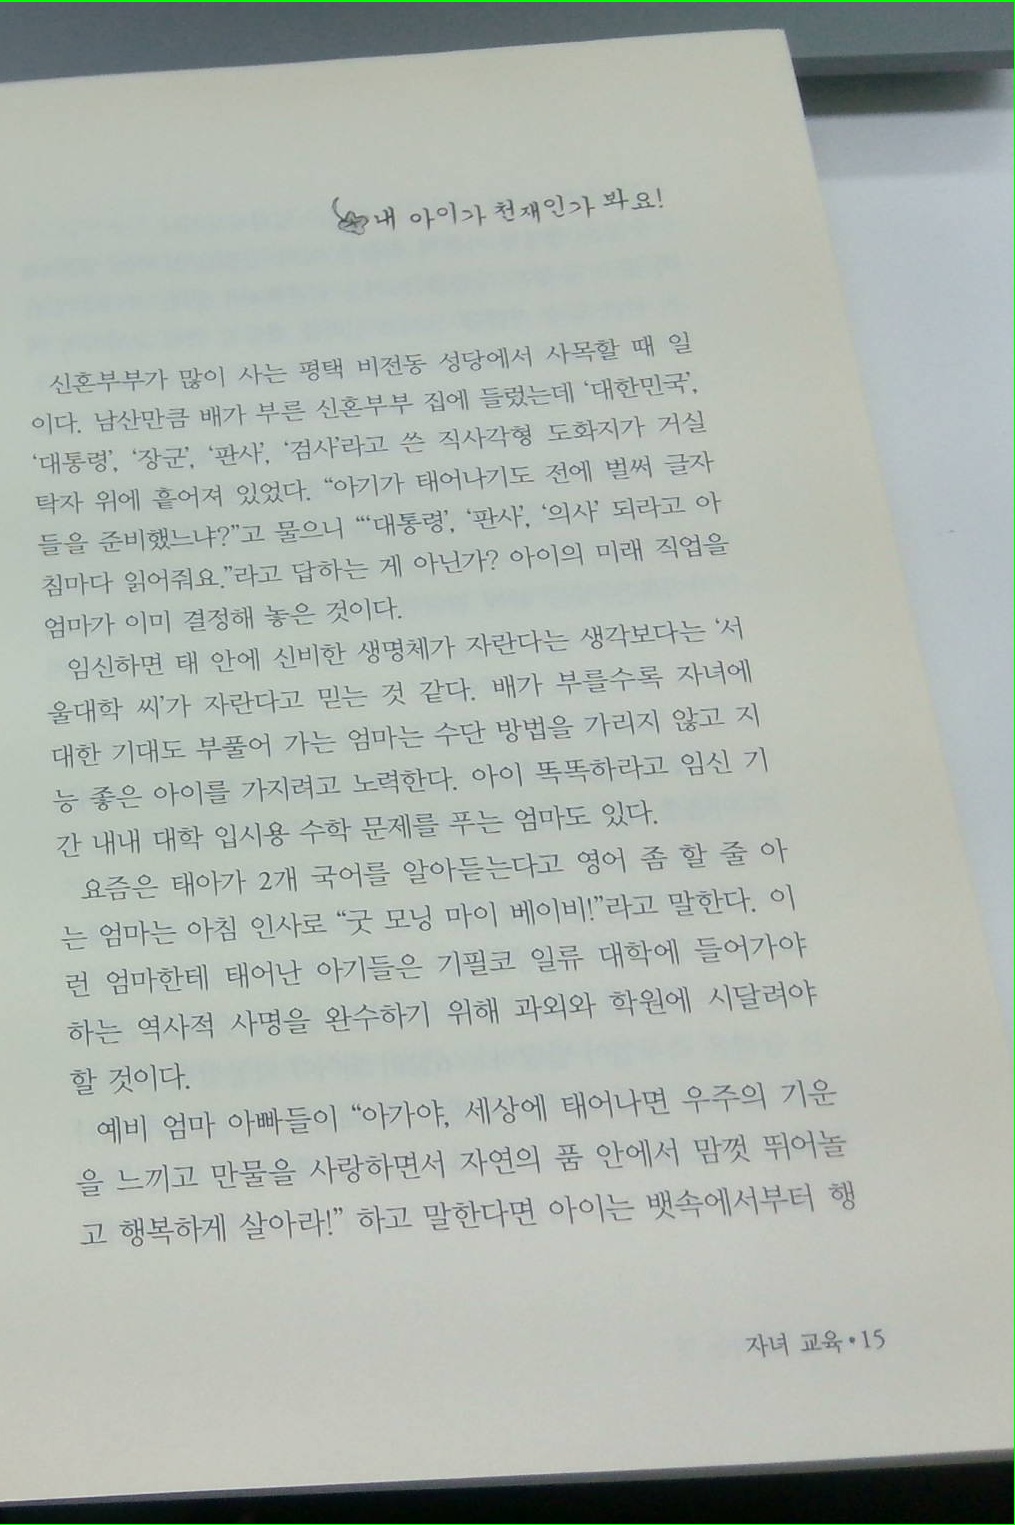 내 아이가 천재인가 봐요!
신혼부부가 많이 사는 평택 비전동 성당에서 사목할 때 일
이다. 남산만큼 배가 부른 신혼부부 집에 들렀는데 ‘대한민국’,
‘대통령’, ‘장군’, ‘판사’, ‘검사’라고 쓴 직사각형 도화지가 거실
탁자 위에 흩어져 있었다. “아기가 태어나기도 전에 벌써 글자
들을 준비했느냐?”고 물으니 “‘대통령’, ‘판사’, ‘의사’ 되라고 아
침마다 읽어줘요.”라고 답하는 게 아닌가? 아이의 미래 직업을
엄마가 이미 결정해 놓은 것이다.
임신하면 태 안에 신비한 생명체가 자란다는 생각보다는 ‘서
울대학 씨’가 자란다고 믿는 것 같다. 배가 부를수록 자녀에
대한 기대도 부풀어 가는 엄마는 수단 방법을 가리지 않고 지
능 좋은 아이를 가지려고 노력한다. 아이 똑똑하라고 임신 기
간 내내 대학 입시용 수학 문제를 푸는 엄마도 있다.
요즘은 태아가 2개 국어를 알아듣는다고 영어 좀 할 줄 아
는 엄마는 아침 인사로 “굿 모닝 마이 베이비!”라고 말한다. 이
런 엄마한테 태어난 아기들은 기필코 일류 대학에 들어가야
하는 역사적 사명을 완수하기 위해 과외와 학원에 시달려야
할 것이다.
예비 엄마 아빠들이 “아가야, 세상에 태어나면 우주의 기운
을 느끼고 만물을 사랑하면서 자연의 품 안에서 맘껏 뛰어놀
고 행복하게 살아라!” 하고 말한다면 아이는 뱃속에서부터 행
자녀 교육 • 15